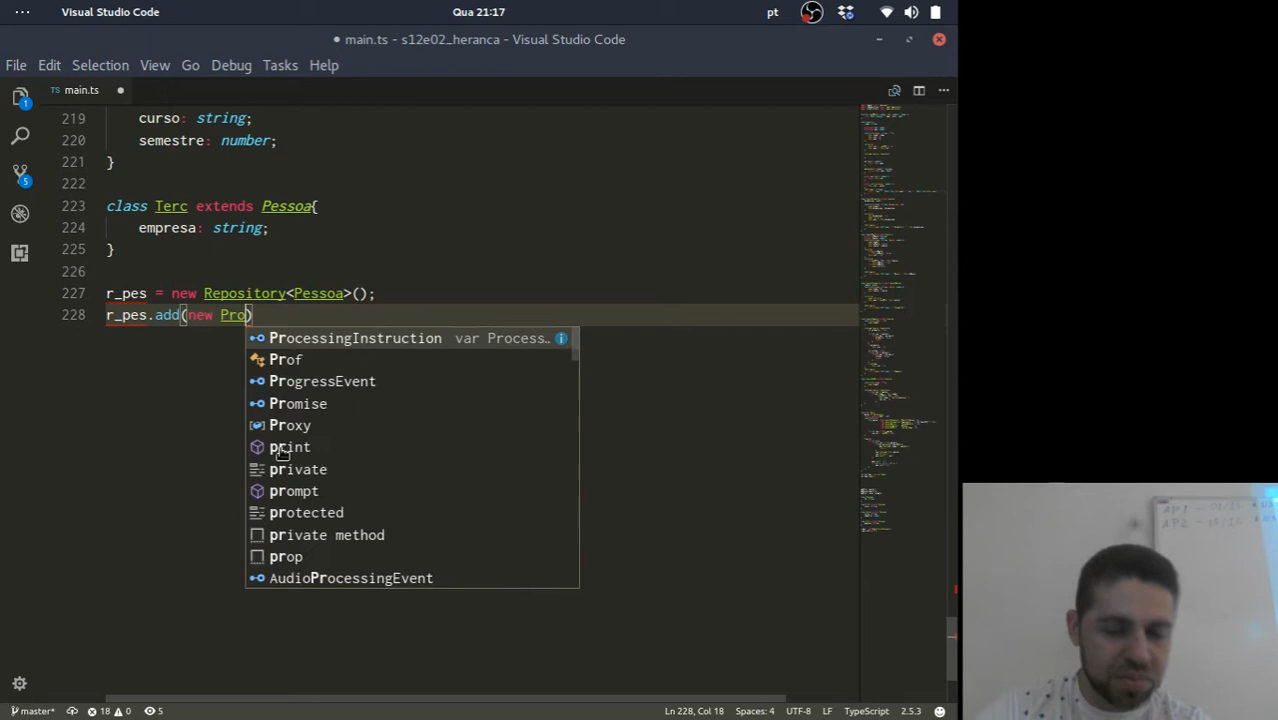 Visual Studio Code
Qua 21:17
pt
main.ts - s12e02_heranca - Visual Studio Code
File Edit Selection View Go Debug Tasks Help
TS main.ts
1
5
219 curso: string;
220 semestre: number;
221 }
222
223 class Terc extends Pessoa{
224 empresa: string;
225 }
226
227 r_pes = new Repository<Pessoa>();
228 r_pes.add(new Pro)
ProcessingInstruction var Process...
Prof
ProgressEvent
Promise
Proxy
print
private
prompt
protected
private method
prop
AudioProcessingEvent
master* 18 0 5
Ln 228, Col 18 Spaces: 4 UTF-8 LF TypeScript 2.5.3